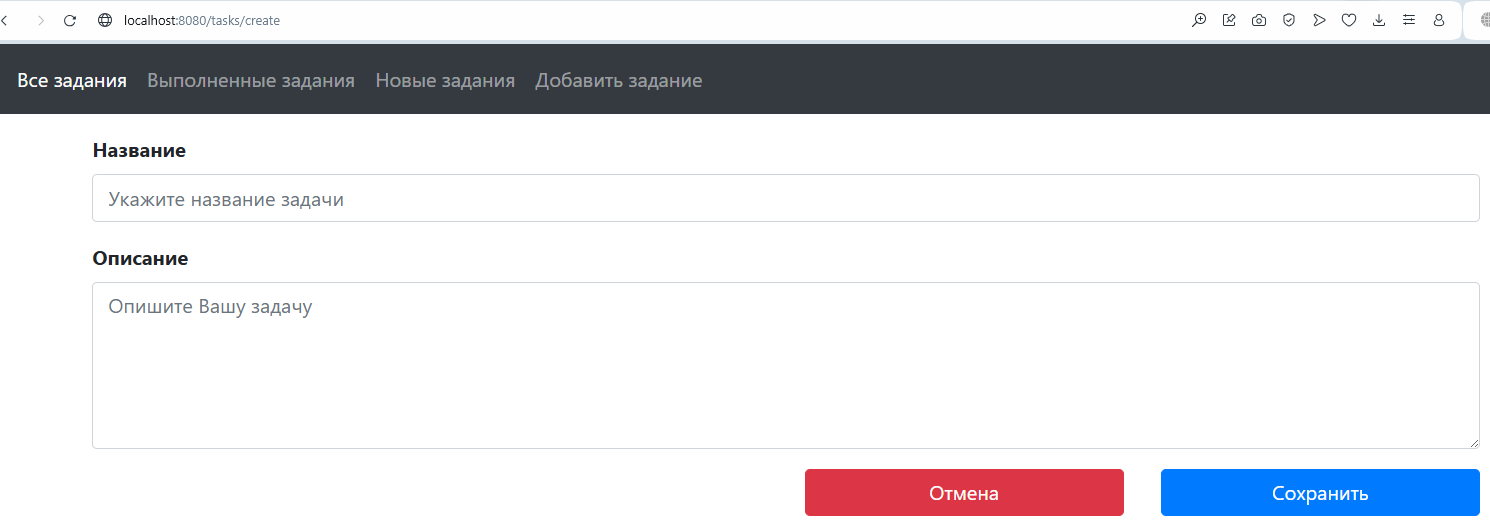 localhost:8080/tasks/create
Все задания Выполненные задания Новые задания Добавить задание
Название
Укажите название задачи
Описание
Опишите Вашу задачу
Отмена Сохранить